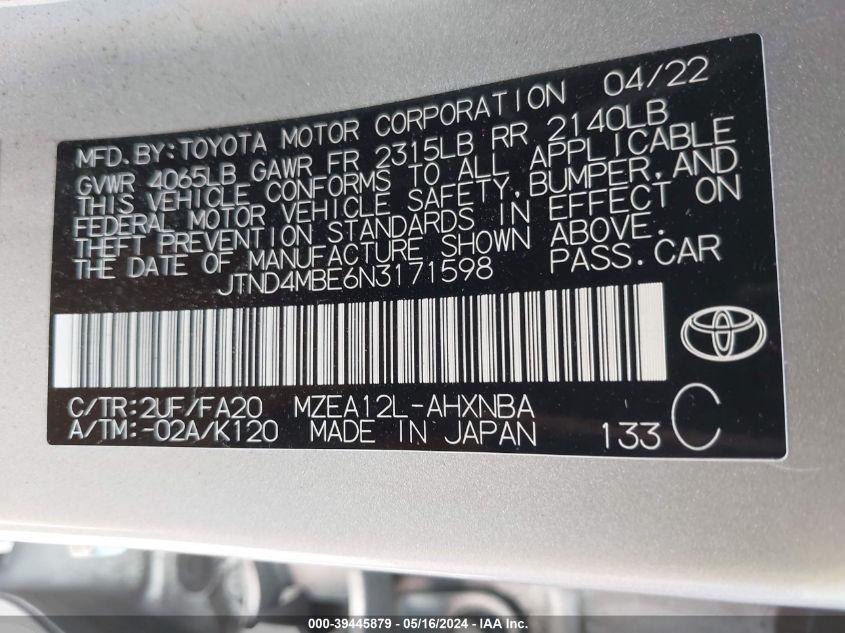 MFD. BY: TOYOTA MOTOR CORPORATION 04/22
GVWR 4065LB GAWR FR 2315LB RR 2140LB
THIS VEHICLE CONFORMS TO ALL APPLICABLE
FEDERAL MOTOR VEHICLE SAFETY, BUMPER, AND
THEFT PREVENTION STANDARDS IN EFFECT ON
THE DATE OF MANUFACTURE SHOWN ABOVE.
JTND4MBE6N3171598 PASS. CAR
C/TR: 2UF/FA20 MZEA12L-AHXNBA
A/TM: -02A/K120 MADE IN JAPAN 133 C
000-39445879 - 05/16/2024 - © IAA Inc.